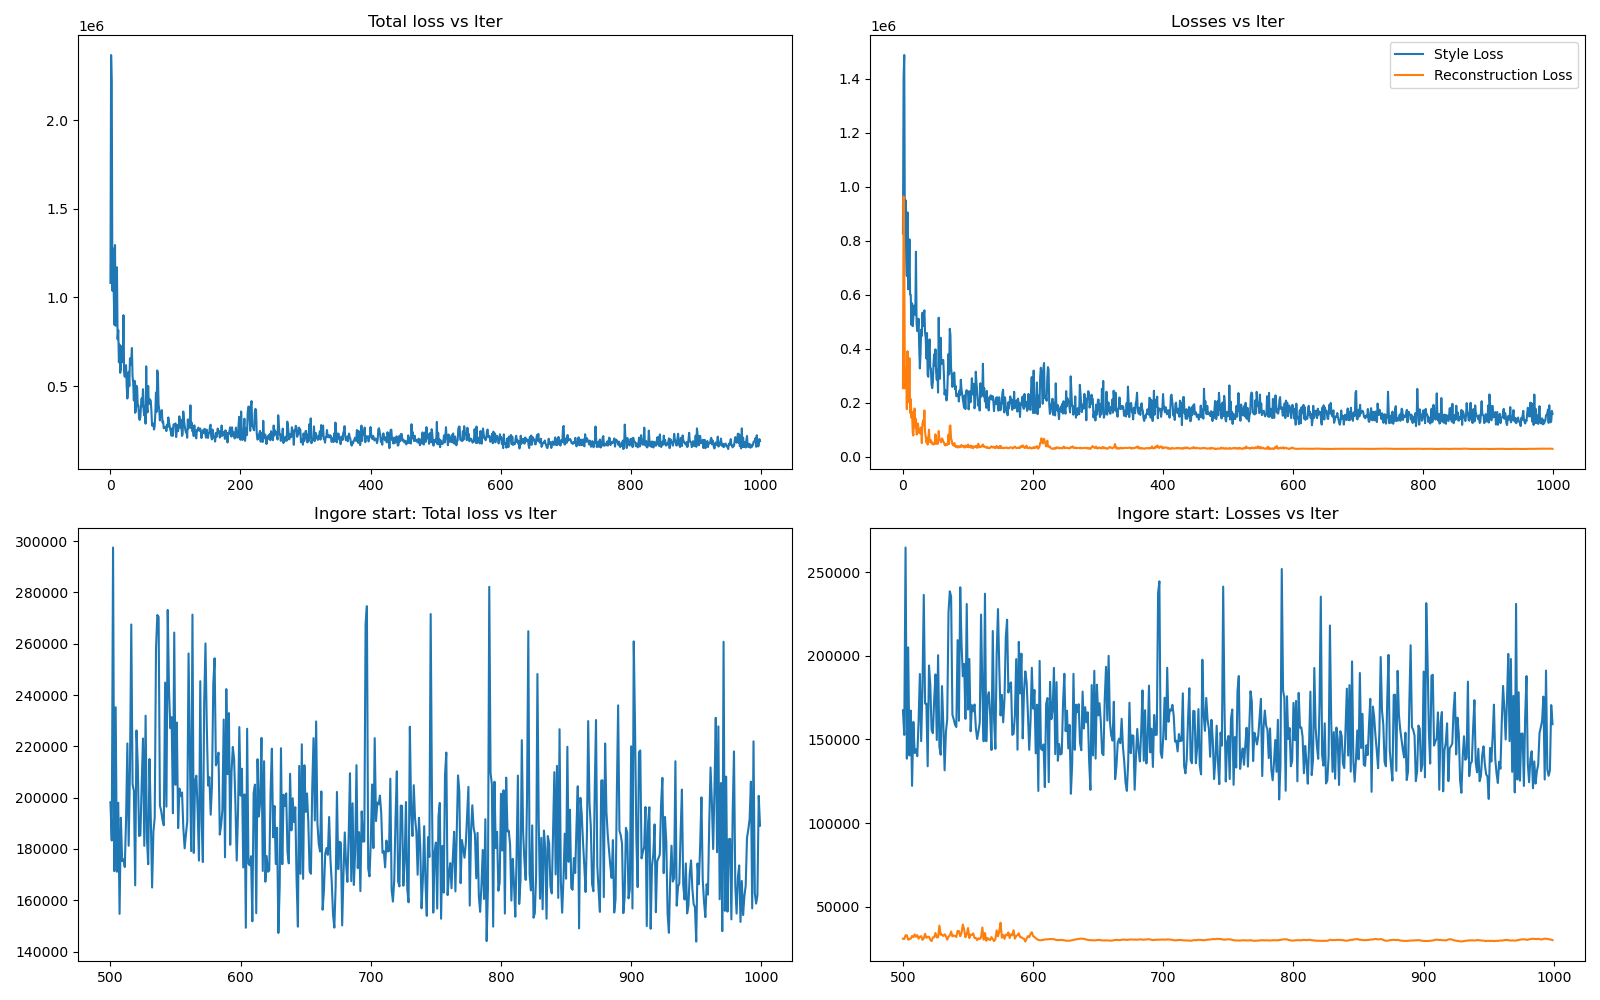 Total loss vs Iter
1e6
2.0
1.5
1.0
0.5
0 200 400 600 800 1000
Losses vs Iter
1e6
Style Loss
Reconstruction Loss
1.4
1.2
1.0
0.8
0.6
0.4
0.2
0.0
0 200 400 600 800 1000
Ingore start: Total loss vs Iter
300000
280000
260000
240000
220000
200000
180000
160000
140000
500 600 700 800 900 1000
Ingore start: Losses vs Iter
250000
200000
150000
100000
50000
500 600 700 800 900 1000